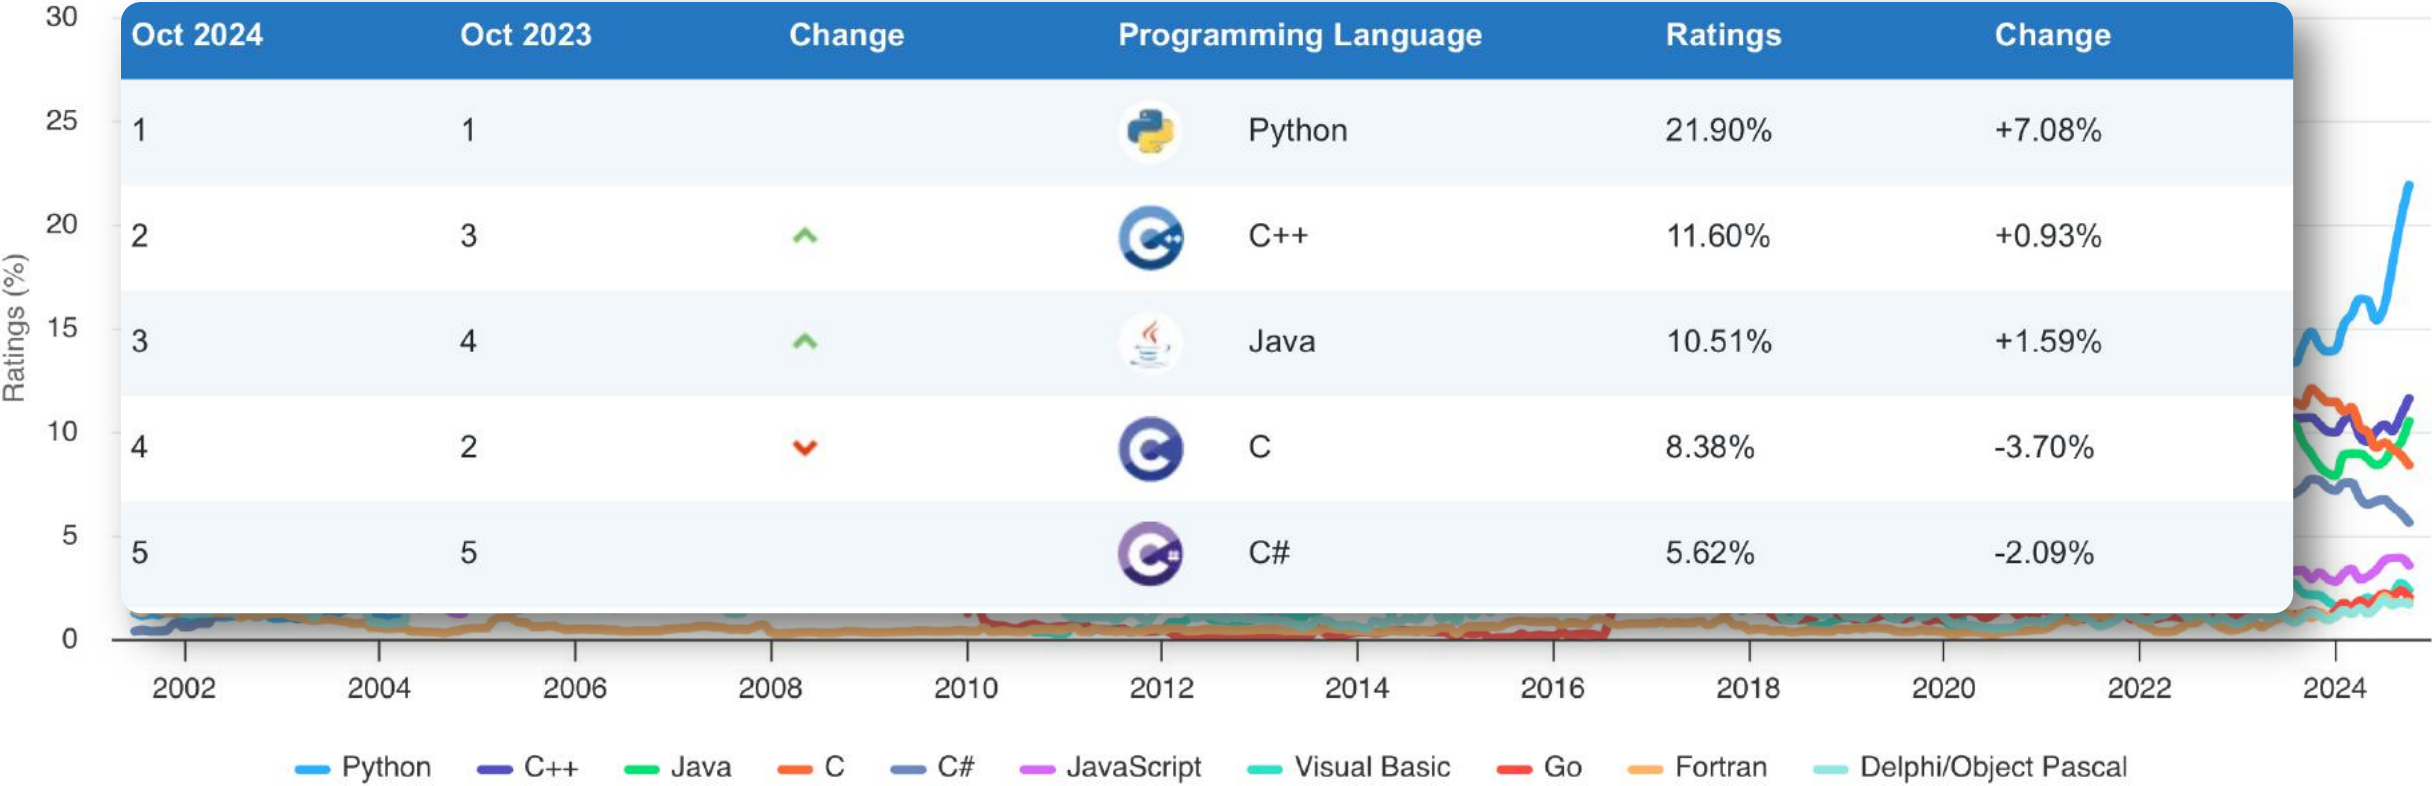 30
Oct 2024 Oct 2023 Change Programming Language Ratings Change
25
1 1 Python 21.90% +7.08%
20
2 3 C++ 11.60% +0.93%
15
3 4 Java 10.51% +1.59%
10
4 2 C 8.38% -3.70%
5
5 5 C# 5.62% -2.09%
0
Ratings (%)
2002 2004 2006 2008 2010 2012 2014 2016 2018 2020 2022 2024
Python C++ Java C C# JavaScript Visual Basic Go Fortran Delphi/Object Pascal